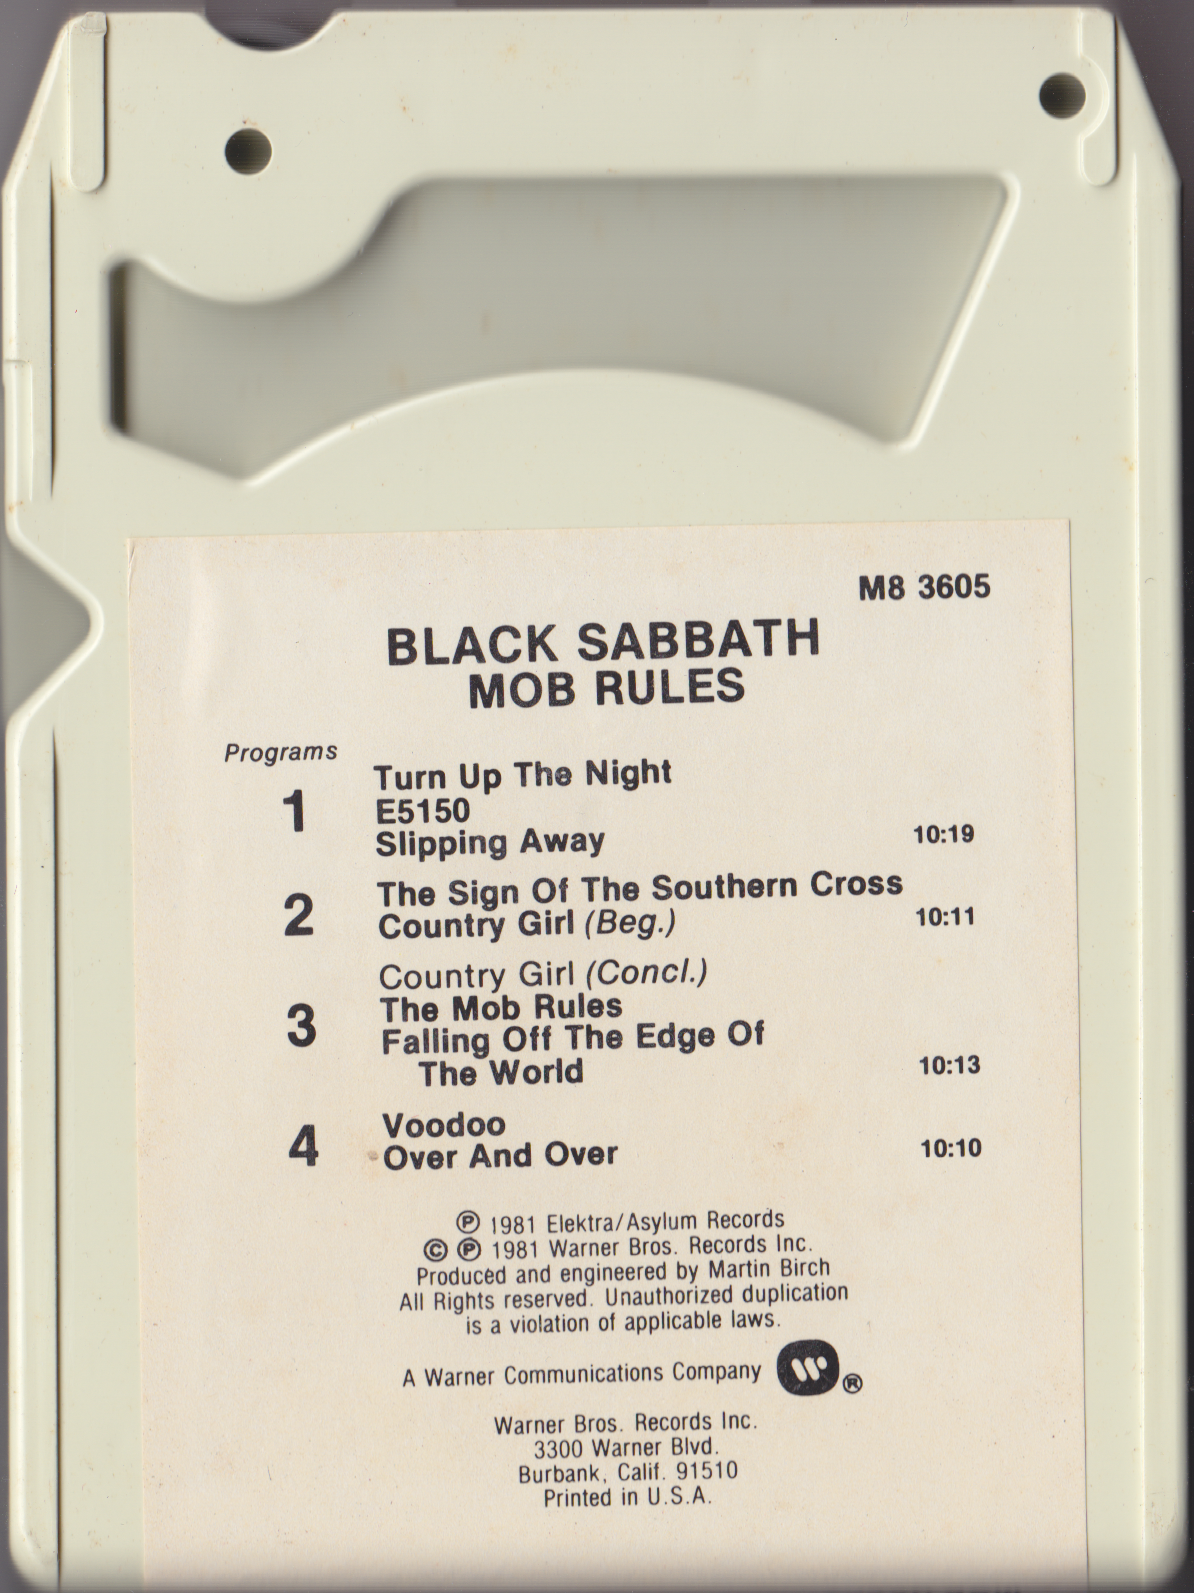 M8 3605
BLACK SABBATH
MOB RULES
Programs
1
Turn Up The Night
E5150
Slipping Away 10:19
2
The Sign Of The Southern Cross
Country Girl (Beg.) 10:11
3
Country Girl (Concl.)
The Mob Rules
Falling Off The Edge Of
The World 10:13
4
Voodoo
Over And Over 10:10
Ⓟ 1981 Elektra/Asylum Records
© Ⓟ 1981 Warner Bros. Records Inc.
Produced and engineered by Martin Birch
All Rights reserved. Unauthorized duplication
is a violation of applicable laws.
A Warner Communications Company W ®
Warner Bros. Records Inc.
3300 Warner Blvd.
Burbank, Calif. 91510
Printed in U.S.A.